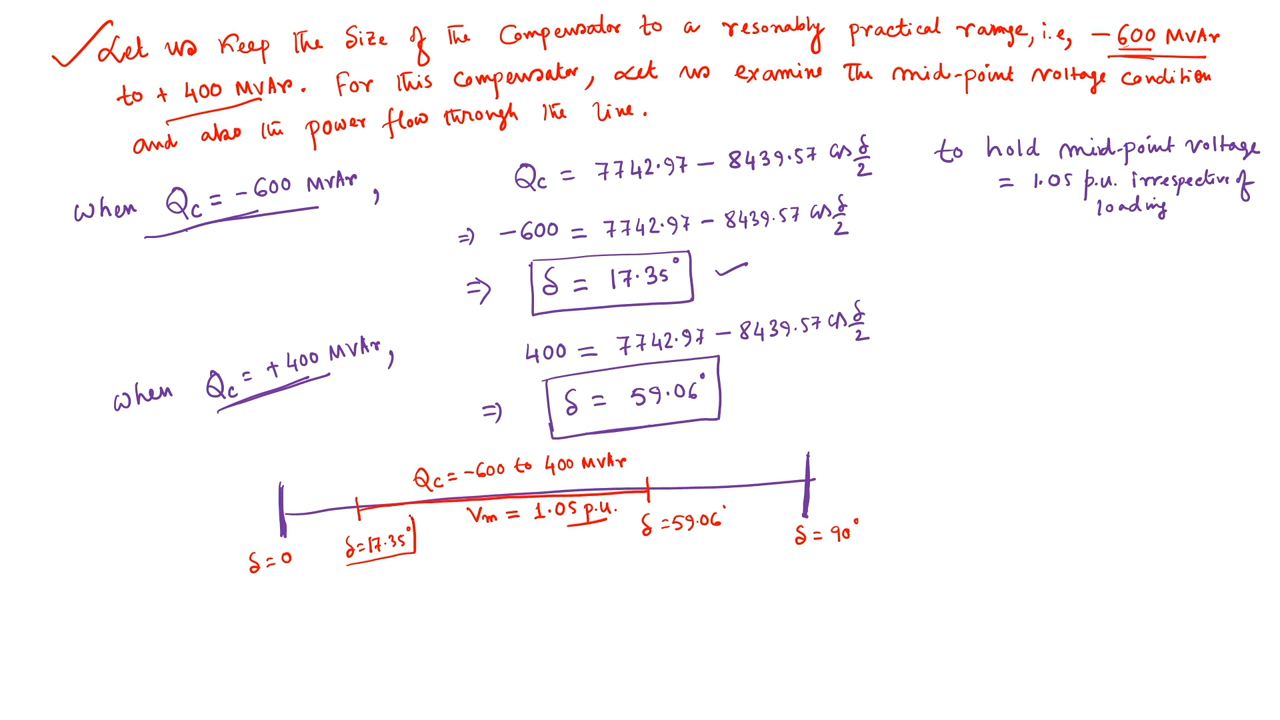 Let us Keep the Size of the Compensator to a resonably practical range, i.e, -600 MVAr
to + 400 MVAr. For this compensator, Let us examine the mid-point voltage condition
and also the power flow through the line.
When Qc = -600 MVAr,
Qc = 7742.97 - 8439.57 cos δ/2
to hold mid-point voltage
= 1.05 p.u. irrespective of
loading
⇒ -600 = 7742.97 - 8439.57 cos δ/2
⇒ δ = 17.35°
When Qc = +400 MVAr,
400 = 7742.97 - 8439.57 cos δ/2
⇒ δ = 59.06°
Qc = -600 to 400 MVAr
Vm = 1.05 p.u.
δ = 0
δ = 17.35°
δ = 59.06°
δ = 90°